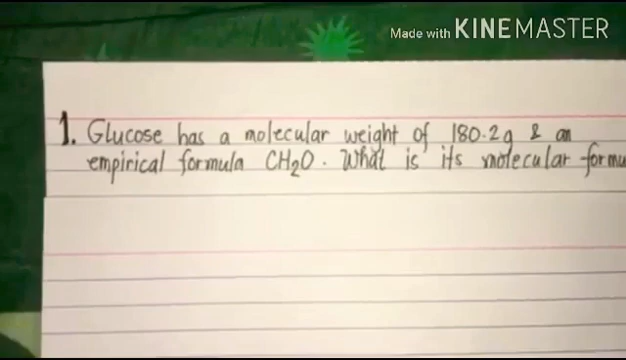 Made with KINEMASTER
1. Glucose has a molecular weight of 180.2g & an
empirical formula CH₂O. What is its molecular formu